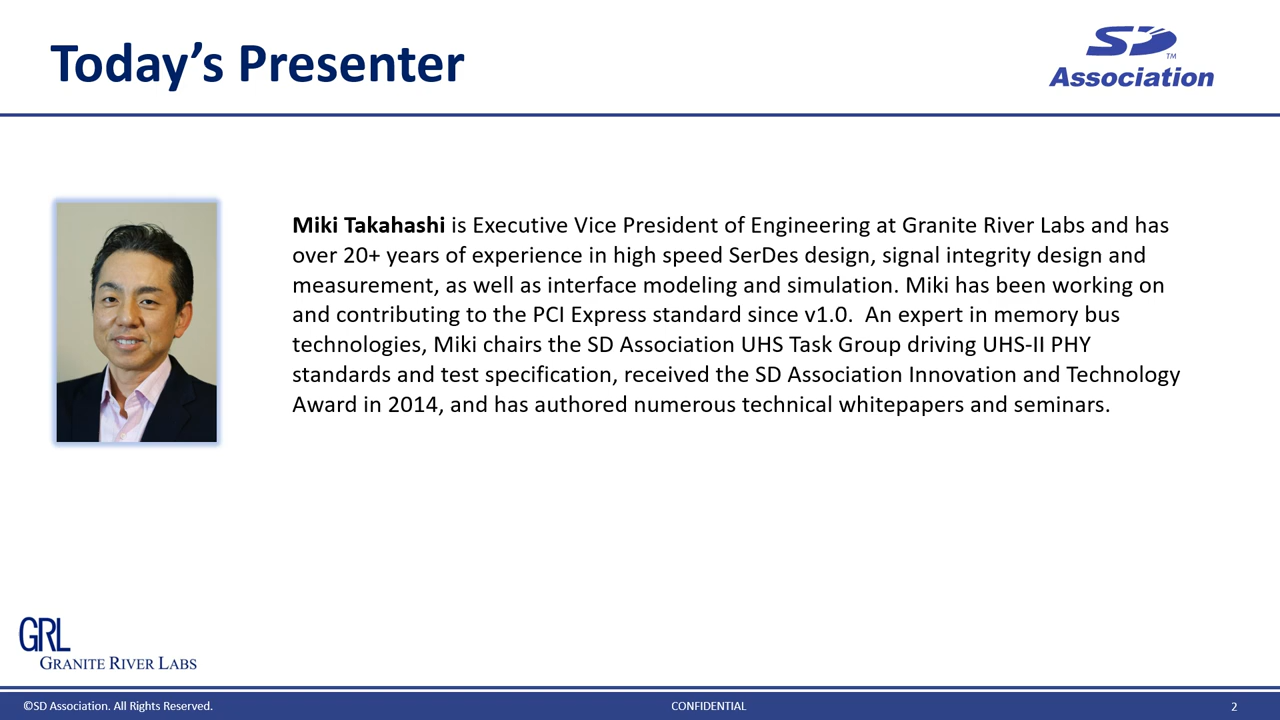 Today’s Presenter
SD
TM
Association
Miki Takahashi is Executive Vice President of Engineering at Granite River Labs and has
over 20+ years of experience in high speed SerDes design, signal integrity design and
measurement, as well as interface modeling and simulation. Miki has been working on
and contributing to the PCI Express standard since v1.0.  An expert in memory bus
technologies, Miki chairs the SD Association UHS Task Group driving UHS-II PHY
standards and test specification, received the SD Association Innovation and Technology
Award in 2014, and has authored numerous technical whitepapers and seminars.
GRL
GRANITE RIVER LABS
©SD Association. All Rights Reserved.
CONFIDENTIAL
2